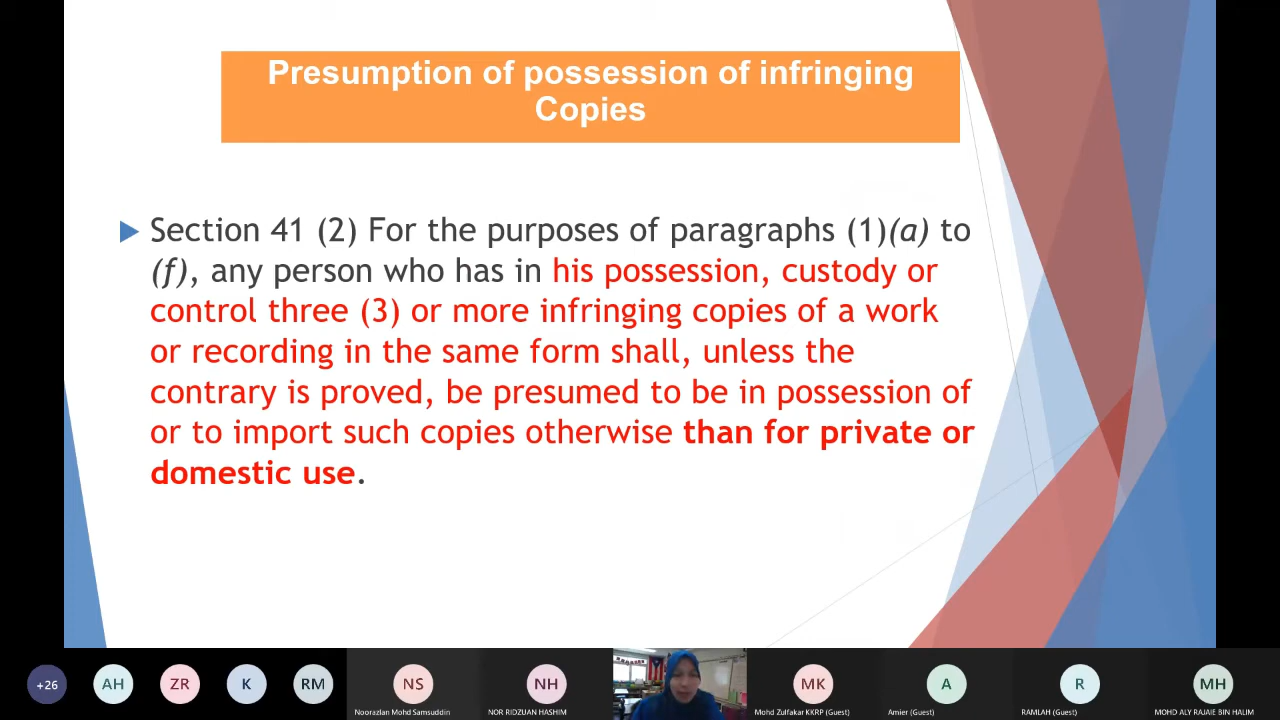 Presumption of possession of infringing
Copies
Section 41 (2) For the purposes of paragraphs (1)(a) to
(f), any person who has in his possession, custody or
control three (3) or more infringing copies of a work
or recording in the same form shall, unless the
contrary is proved, be presumed to be in possession of
or to import such copies otherwise than for private or
domestic use.
+26
AH
ZR
K
RM
NS
NH
MK
A
R
MH
Noorazlan Mohd Samsuddin
NOR RIDZUAN HASHIM
Mohd Zulfakar KKRP (Guest)
Amier (Guest)
RAMLAH (Guest)
MOHD ALY RAJAIE BIN HALIM